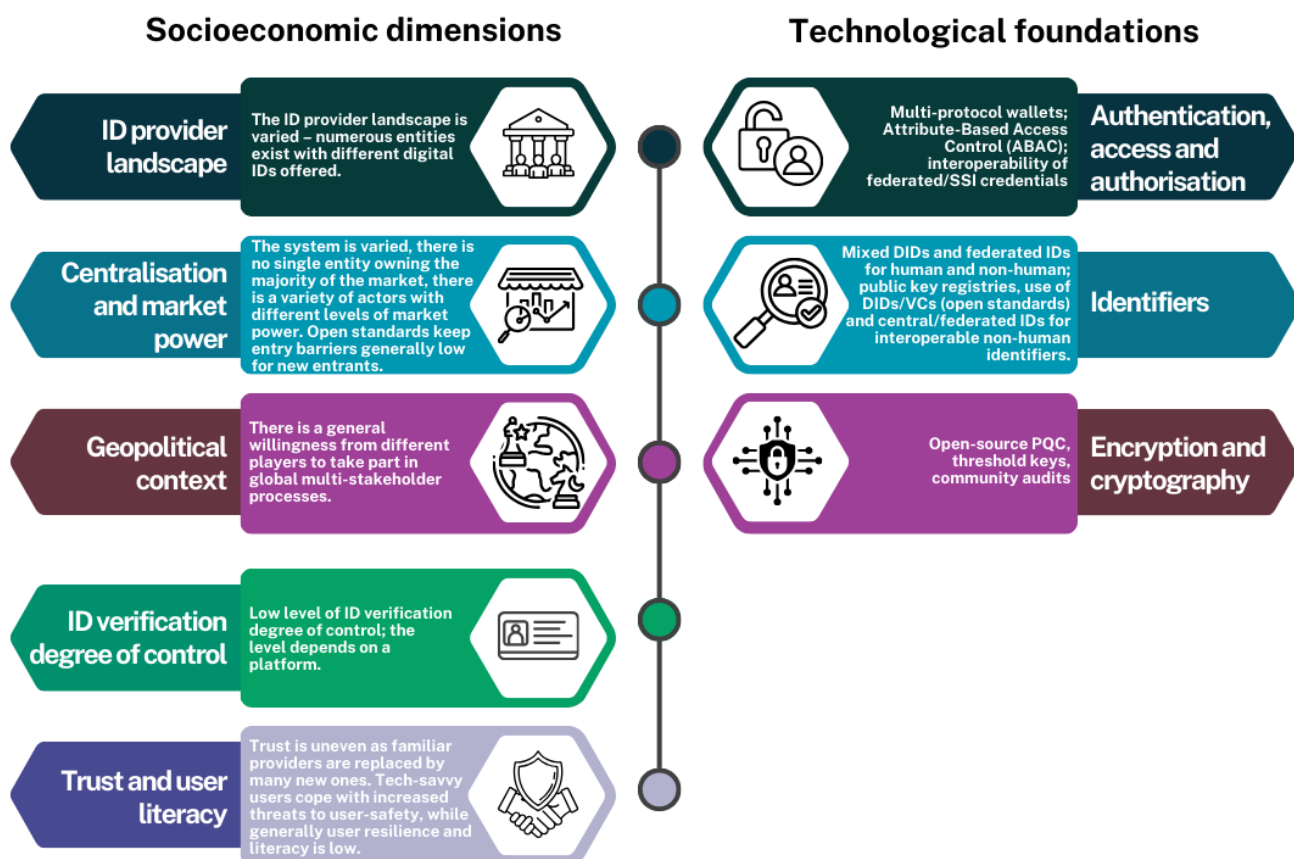 Socioeconomic dimensions
Technological foundations
ID provider
landscape
The ID provider landscape is
varied – numerous entities
exist with different digital
IDs offered.
Multi-protocol wallets;
Attribute-Based Access
Control (ABAC);
interoperability of
federated/SSI credentials
Authentication,
access and
authorisation
Centralisation
and market
power
The system is varied, there is
no single entity owning the
majority of the market, there
is a variety of actors with
different levels of market
power. Open standards keep
entry barriers generally low
for new entrants.
Mixed DIDs and federated IDs
for human and non-human;
public key registries, use of
DIDs/VCs (open standards)
and central/federated IDs for
interoperable non-human
identifiers.
Identifiers
Geopolitical
context
There is a general
willingness from different
players to take part in
global multi-stakeholder
processes.
Open-source PQC,
threshold keys,
community audits
Encryption and
cryptography
ID verification
degree of control
Low level of ID verification
degree of control; the
level depends on a
platform.
Trust and user
literacy
Trust is uneven as familiar
providers are replaced by
many new ones. Tech-savvy
users cope with increased
threats to user-safety, while
generally user resilience and
literacy is low.